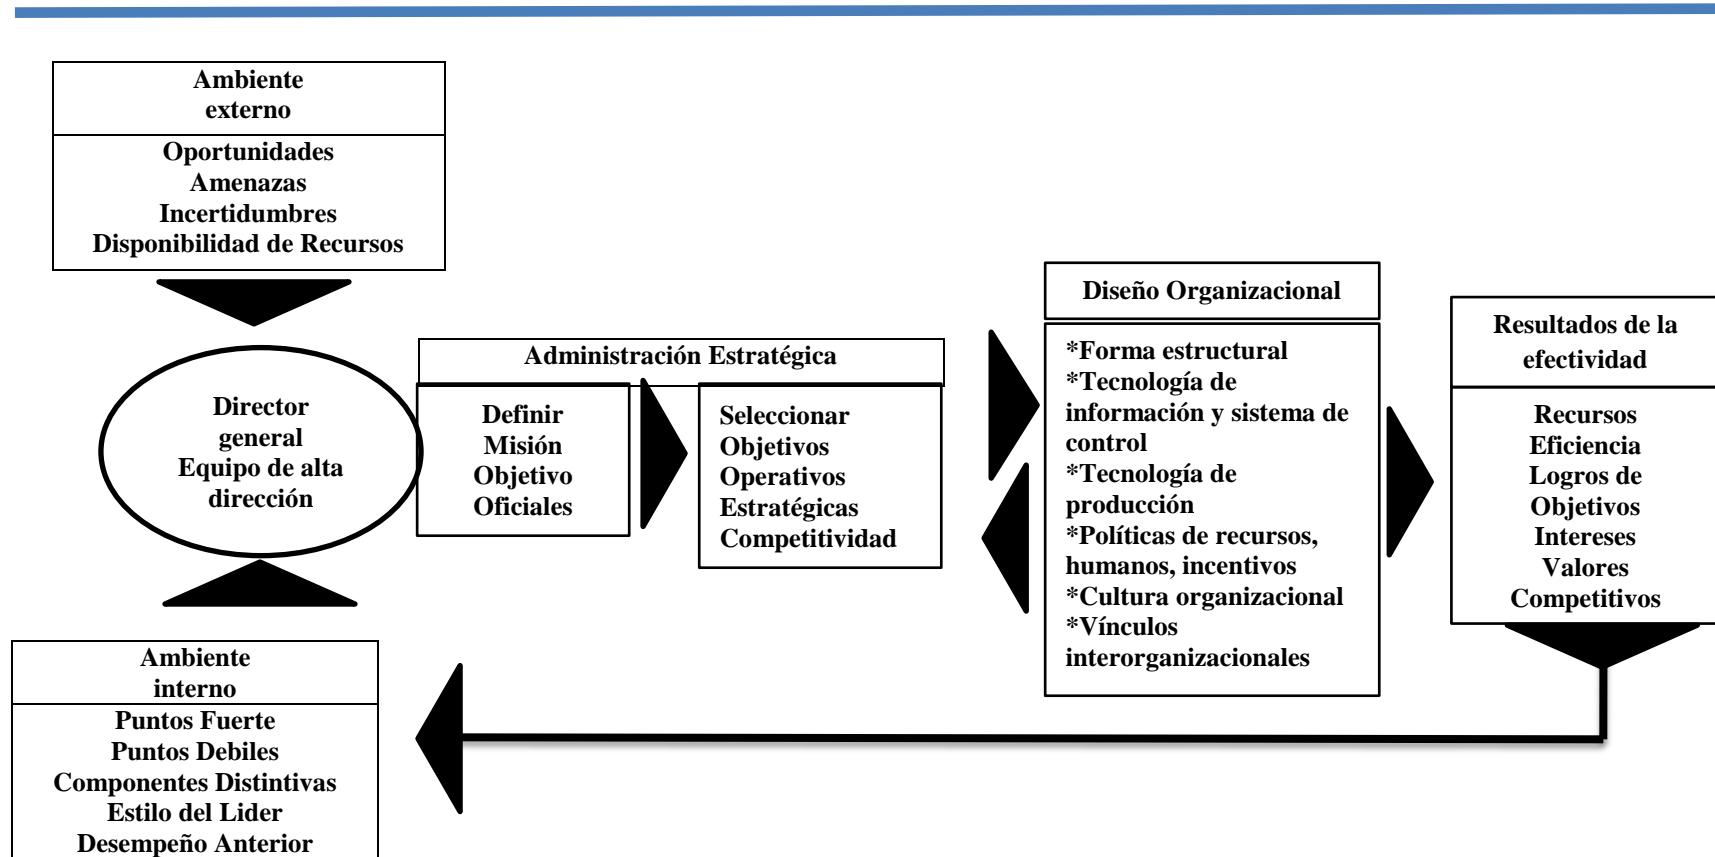 Ambiente
externo
Oportunidades
Amenazas
Incertidumbres
Disponibilidad de Recursos
Director
general
Equipo de alta
dirección
Administración Estratégica
Definir
Misión
Objetivo
Oficiales
Seleccionar
Objetivos
Operativos
Estratégicas
Competitividad
Diseño Organizacional
*Forma estructural
*Tecnología de
información y sistema de
control
*Tecnología de
producción
*Políticas de recursos,
humanos, incentivos
*Cultura organizacional
*Vínculos
interorganizacionales
Resultados de la
efectividad
Recursos
Eficiencia
Logros de
Objetivos
Intereses
Valores
Competitivos
Ambiente
interno
Puntos Fuerte
Puntos Debiles
Componentes Distintivas
Estilo del Lider
Desempeño Anterior